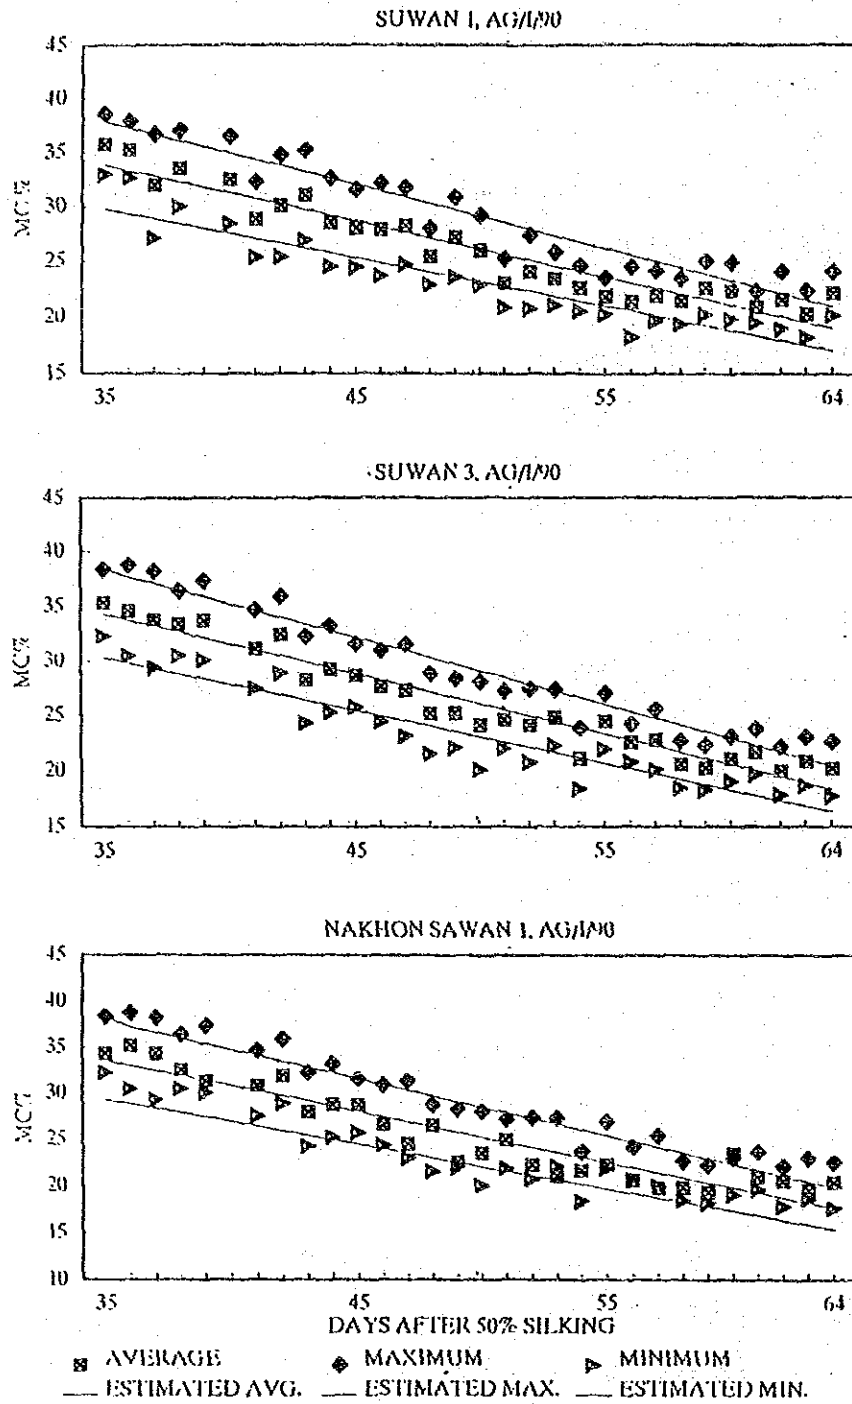 SUWAN 1, AG/I/90
45
40
35
30
25
20
15
MC%
35 45 55 64
SUWAN 3, AG/I/90
45
40
35
30
25
20
15
MC%
35 45 55 64
NAKHON SAWAN 1, AG/I/90
45
40
35
30
25
20
15
10
MC%
35 45 55 64
DAYS AFTER 50% SILKING
AVERAGE MAXIMUM MINIMUM
ESTIMATED AVG. ESTIMATED MAX. ESTIMATED MIN.